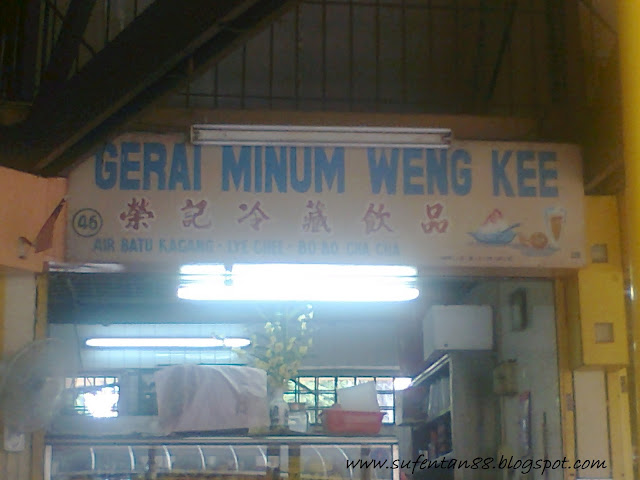 GERAI MINUM WENG KEE
46
榮記冷藏飲品
AIR BATU KACANG - LYE CHEE - BO BO CHA CHA
www.sufentan88.blogspot.com